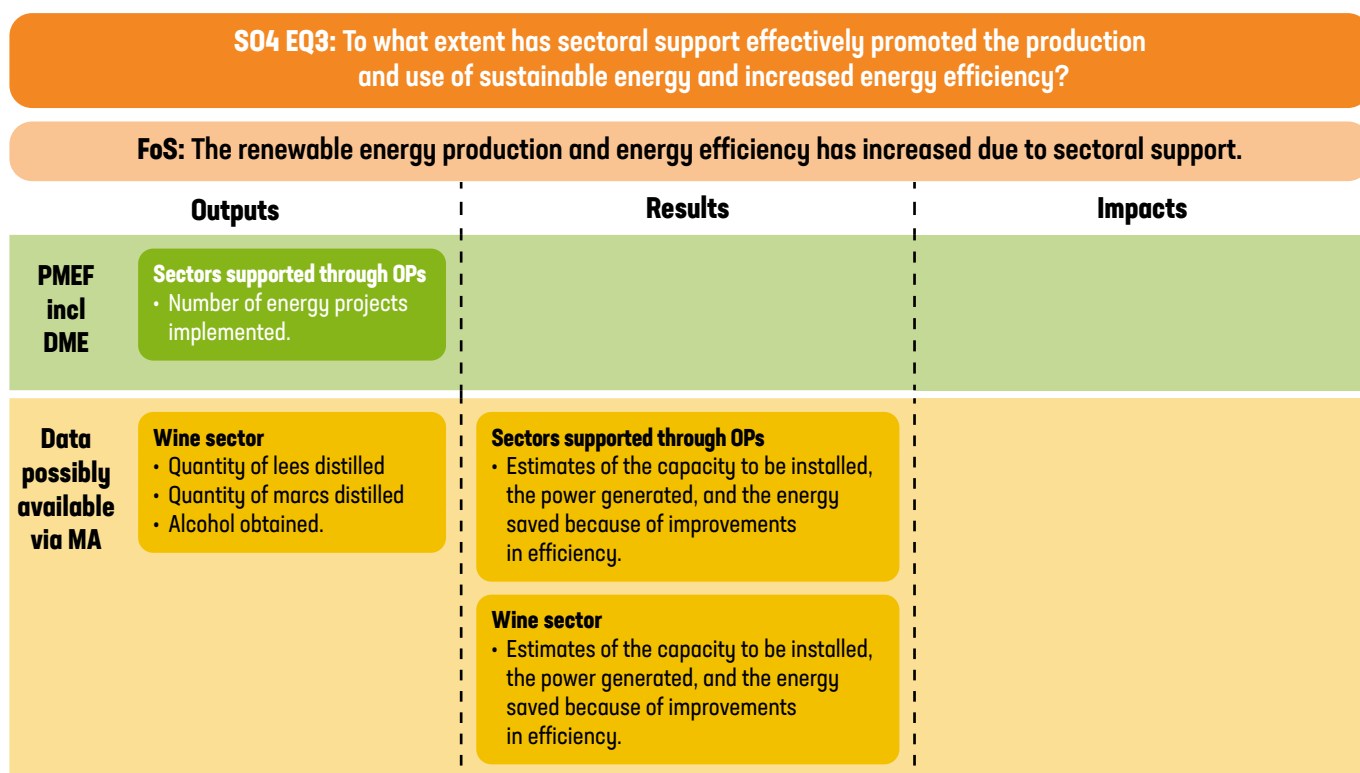 SO4 EQ3: To what extent has sectoral support effectively promoted the production
and use of sustainable energy and increased energy efficiency?
FoS: The renewable energy production and energy efficiency has increased due to sectoral support.
Outputs
Results
Impacts
PMEF
incl
DME
Sectors supported through OPs
• Number of energy projects
implemented.
Data
possibly
available
via MA
Wine sector
• Quantity of lees distilled
• Quantity of marcs distilled
• Alcohol obtained.
Sectors supported through OPs
• Estimates of the capacity to be installed,
the power generated, and the energy
saved because of improvements
in efficiency.
Wine sector
• Estimates of the capacity to be installed,
the power generated, and the energy
saved because of improvements
in efficiency.